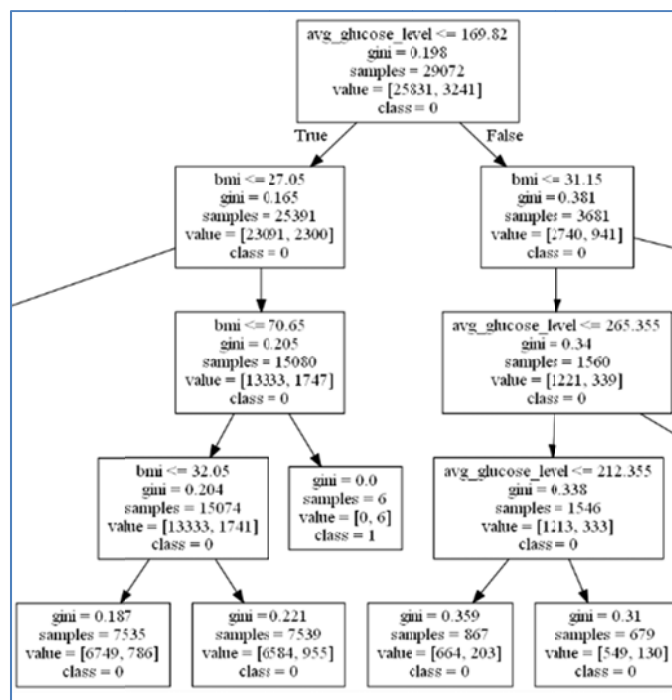 avg_glucose_level <= 169.82
gini = 0.198
samples = 29072
value = [25831, 3241]
class = 0
True
False
bmi <= 27.05
gini = 0.165
samples = 25391
value = [23091, 2300]
class = 0
bmi <= 31.15
gini = 0.381
samples = 3681
value = [2740, 941]
class = 0
bmi <= 70.65
gini = 0.205
samples = 15080
value = [13333, 1747]
class = 0
avg_glucose_level <= 265.355
gini = 0.34
samples = 1560
value = [1221, 339]
class = 0
bmi <= 32.05
gini = 0.204
samples = 15074
value = [13333, 1741]
class = 0
gini = 0.0
samples = 6
value = [0, 6]
class = 1
avg_glucose_level <= 212.355
gini = 0.338
samples = 1546
value = [1213, 333]
class = 0
gini = 0.187
samples = 7535
value = [6749, 786]
class = 0
gini = 0.221
samples = 7539
value = [6584, 955]
class = 0
gini = 0.359
samples = 867
value = [664, 203]
class = 0
gini = 0.31
samples = 679
value = [549, 130]
class = 0